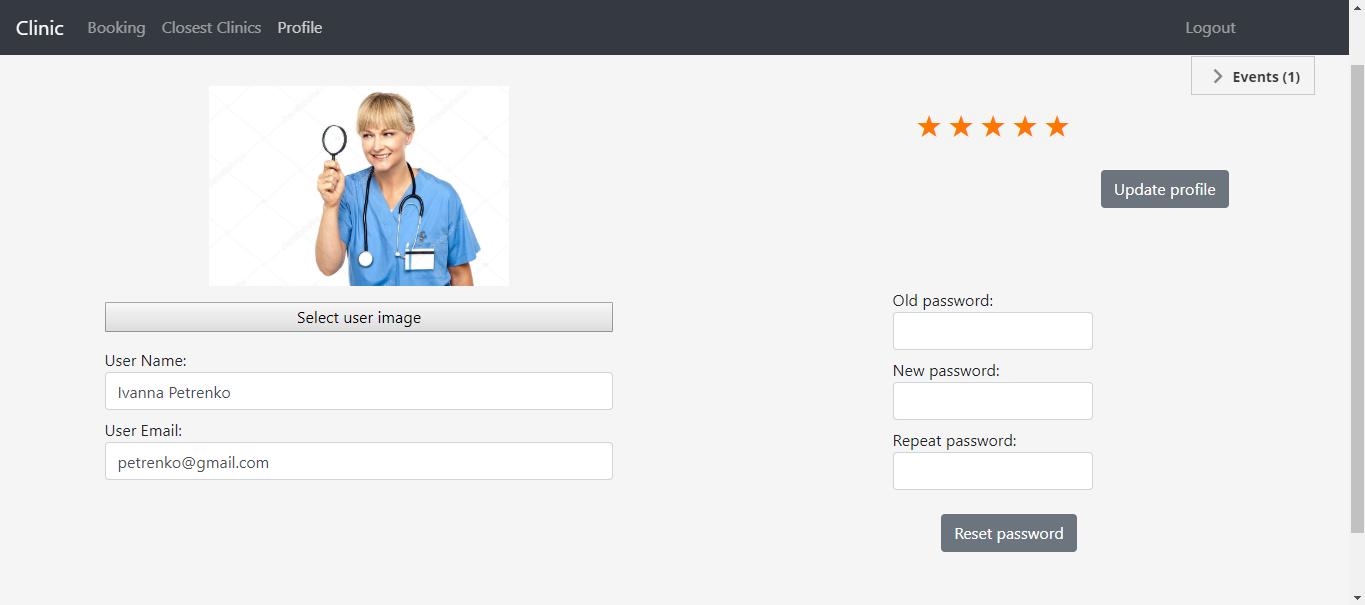 Clinic Booking Closest Clinics Profile Logout
Events (1)
Update profile
Select user image
User Name:
Ivanna Petrenko
User Email:
petrenko@gmail.com
Old password:
New password:
Repeat password:
Reset password